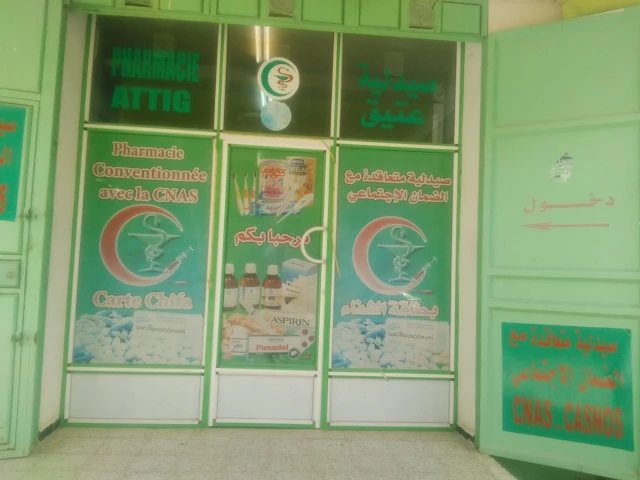 PHARMACIE
ATTIG
صيدلية
عتيق
Pharmacie
Conventionnée
avec la CNAS
Carte Chifa
مرحبا بكم
ASPIRIN
Panadol
صيدلية متعاقدة مع
الضمان الاجتماعي
بطاقة الشفاء
دخول
صيدلية متعاقدة مع
الضمان الاجتماعي
CNAS . CASNOS